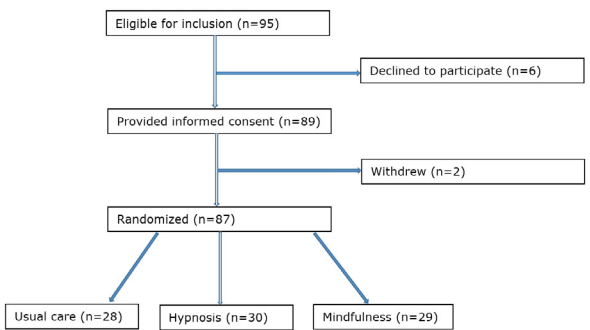 Eligible for inclusion (n=95)
Declined to participate (n=6)
Provided informed consent (n=89)
Withdrew (n=2)
Randomized (n=87)
Usual care (n=28)
Hypnosis (n=30)
Mindfulness (n=29)